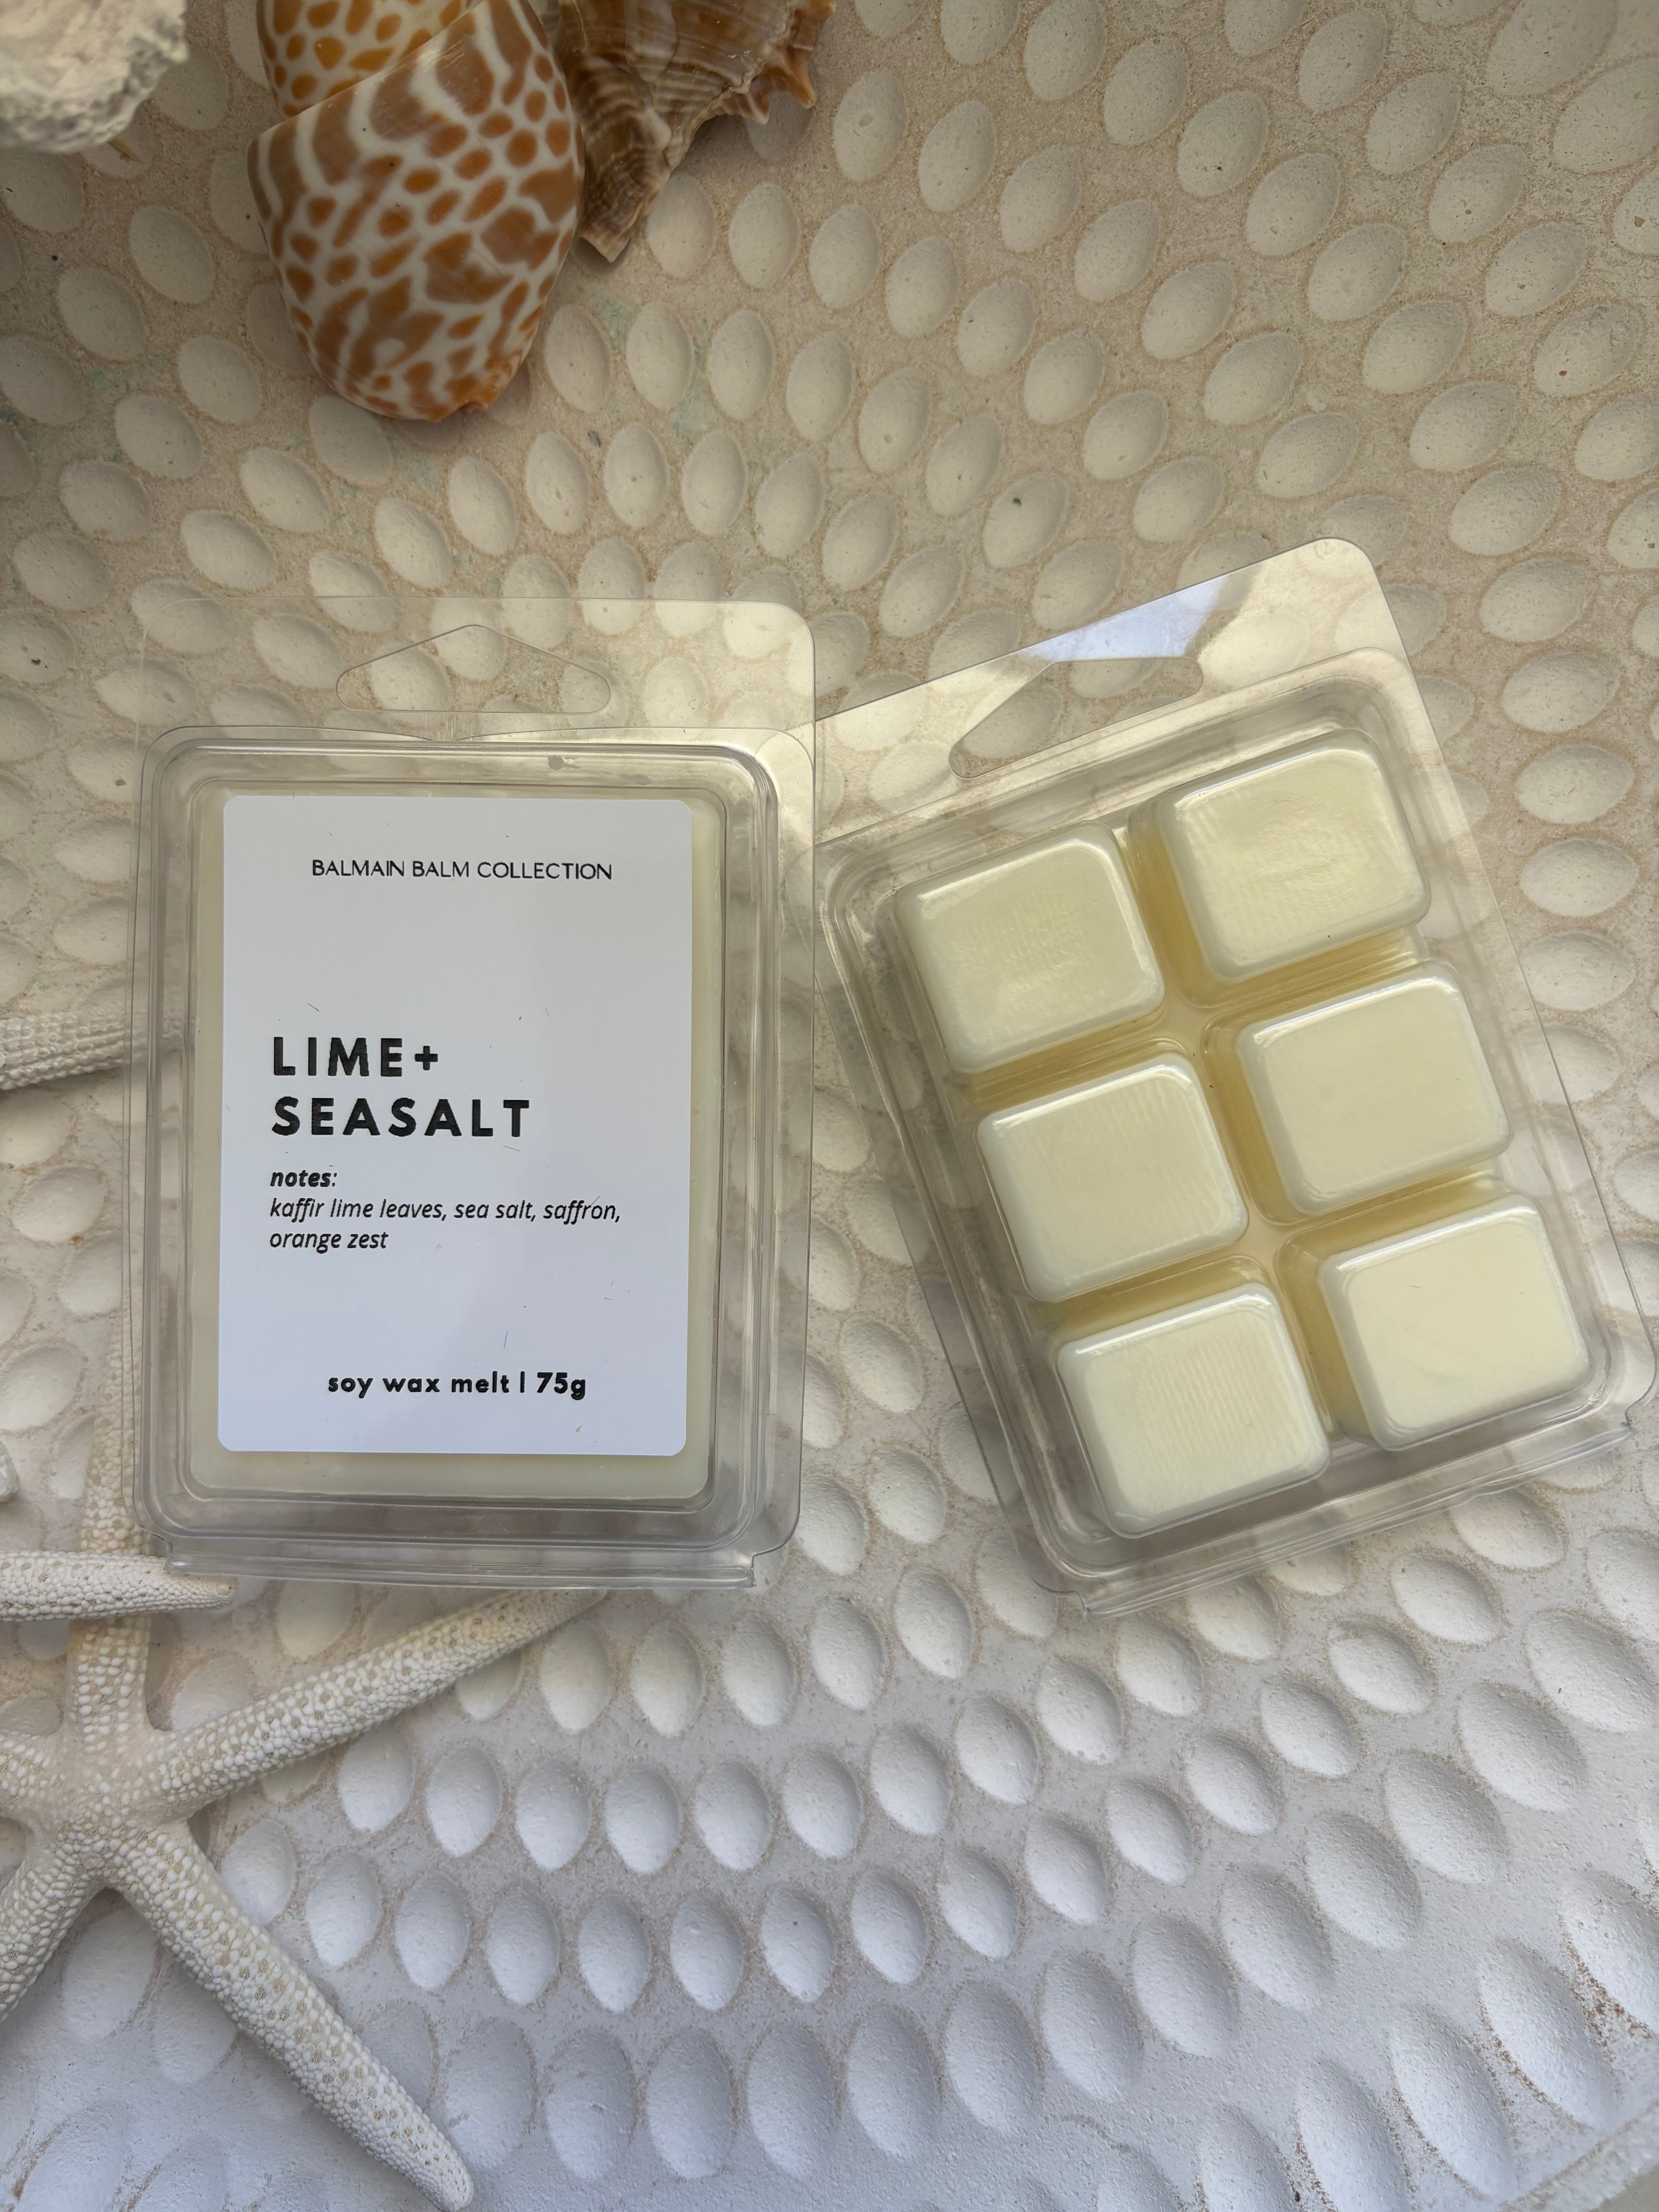 BALMAIN BALM COLLECTION
LIME+
SEASALT
notes:
kaffir lime leaves, sea salt, saffron,
orange zest
soy wax melt | 75g